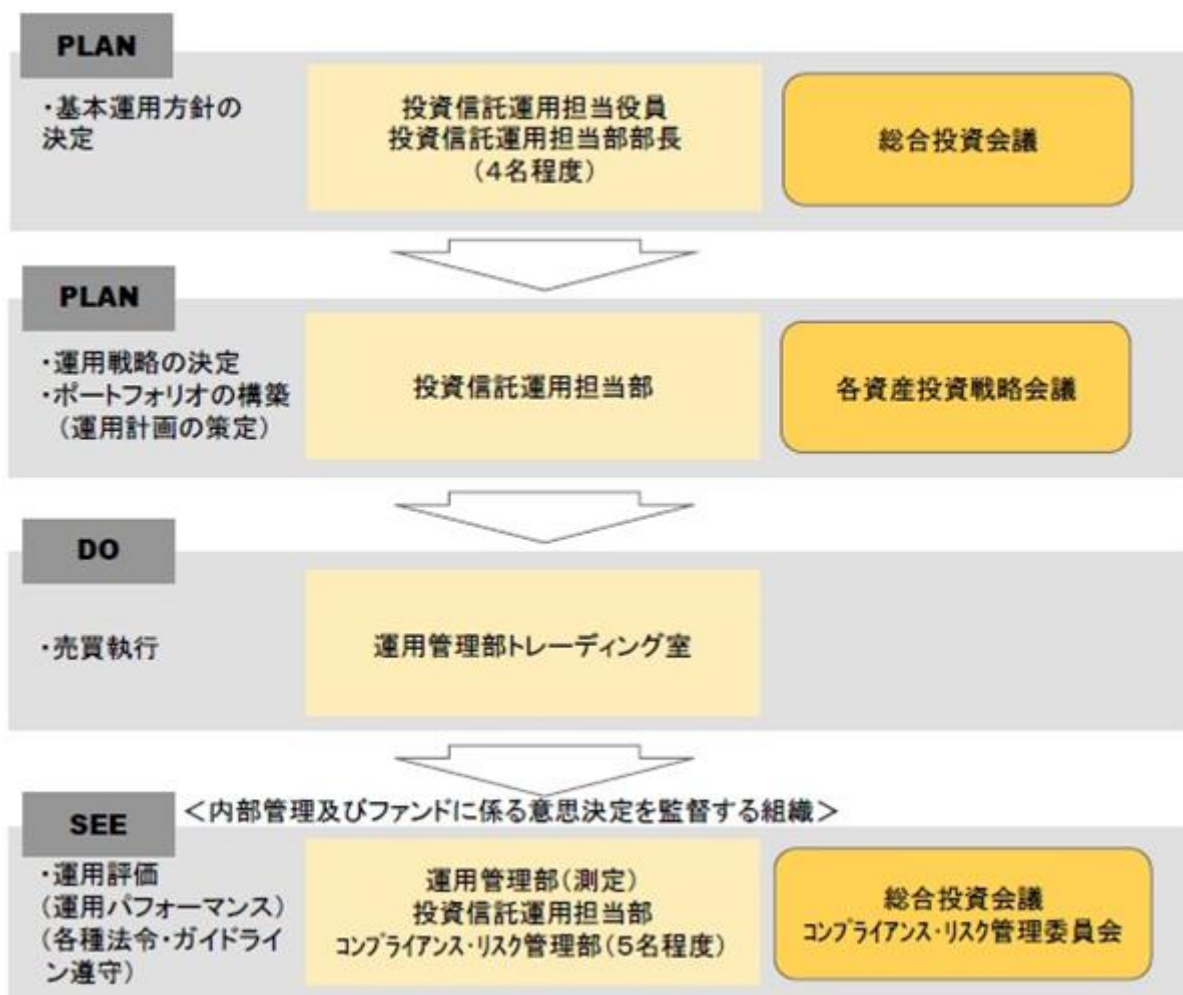 PLAN
・基本運用方針の
決定
投資信託運用担当役員
投資信託運用担当部部長
（4名程度）
総合投資会議
PLAN
・運用戦略の決定
・ポートフォリオの構築
（運用計画の策定）
投資信託運用担当部
各資産投資戦略会議
DO
・売買執行
運用管理部トレーディング室
SEE
＜内部管理及びファンドに係る意思決定を監督する組織＞
・運用評価
（運用パフォーマンス）
（各種法令・ガイドライ
ン遵守）
運用管理部（測定）
投資信託運用担当部
ｺﾝﾌﾟﾗｲｱﾝｽ・ﾘｽｸ管理部（5名程度）
総合投資会議
ｺﾝﾌﾟﾗｲｱﾝｽ・ﾘｽｸ管理委員会